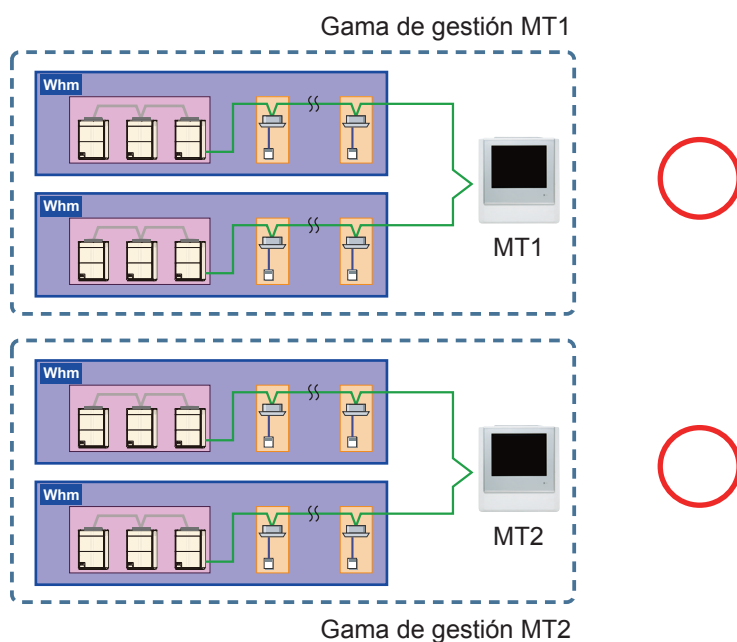 Gama de gestión MT1
Whm
Whm
MT1
Whm
Whm
MT2
Gama de gestión MT2